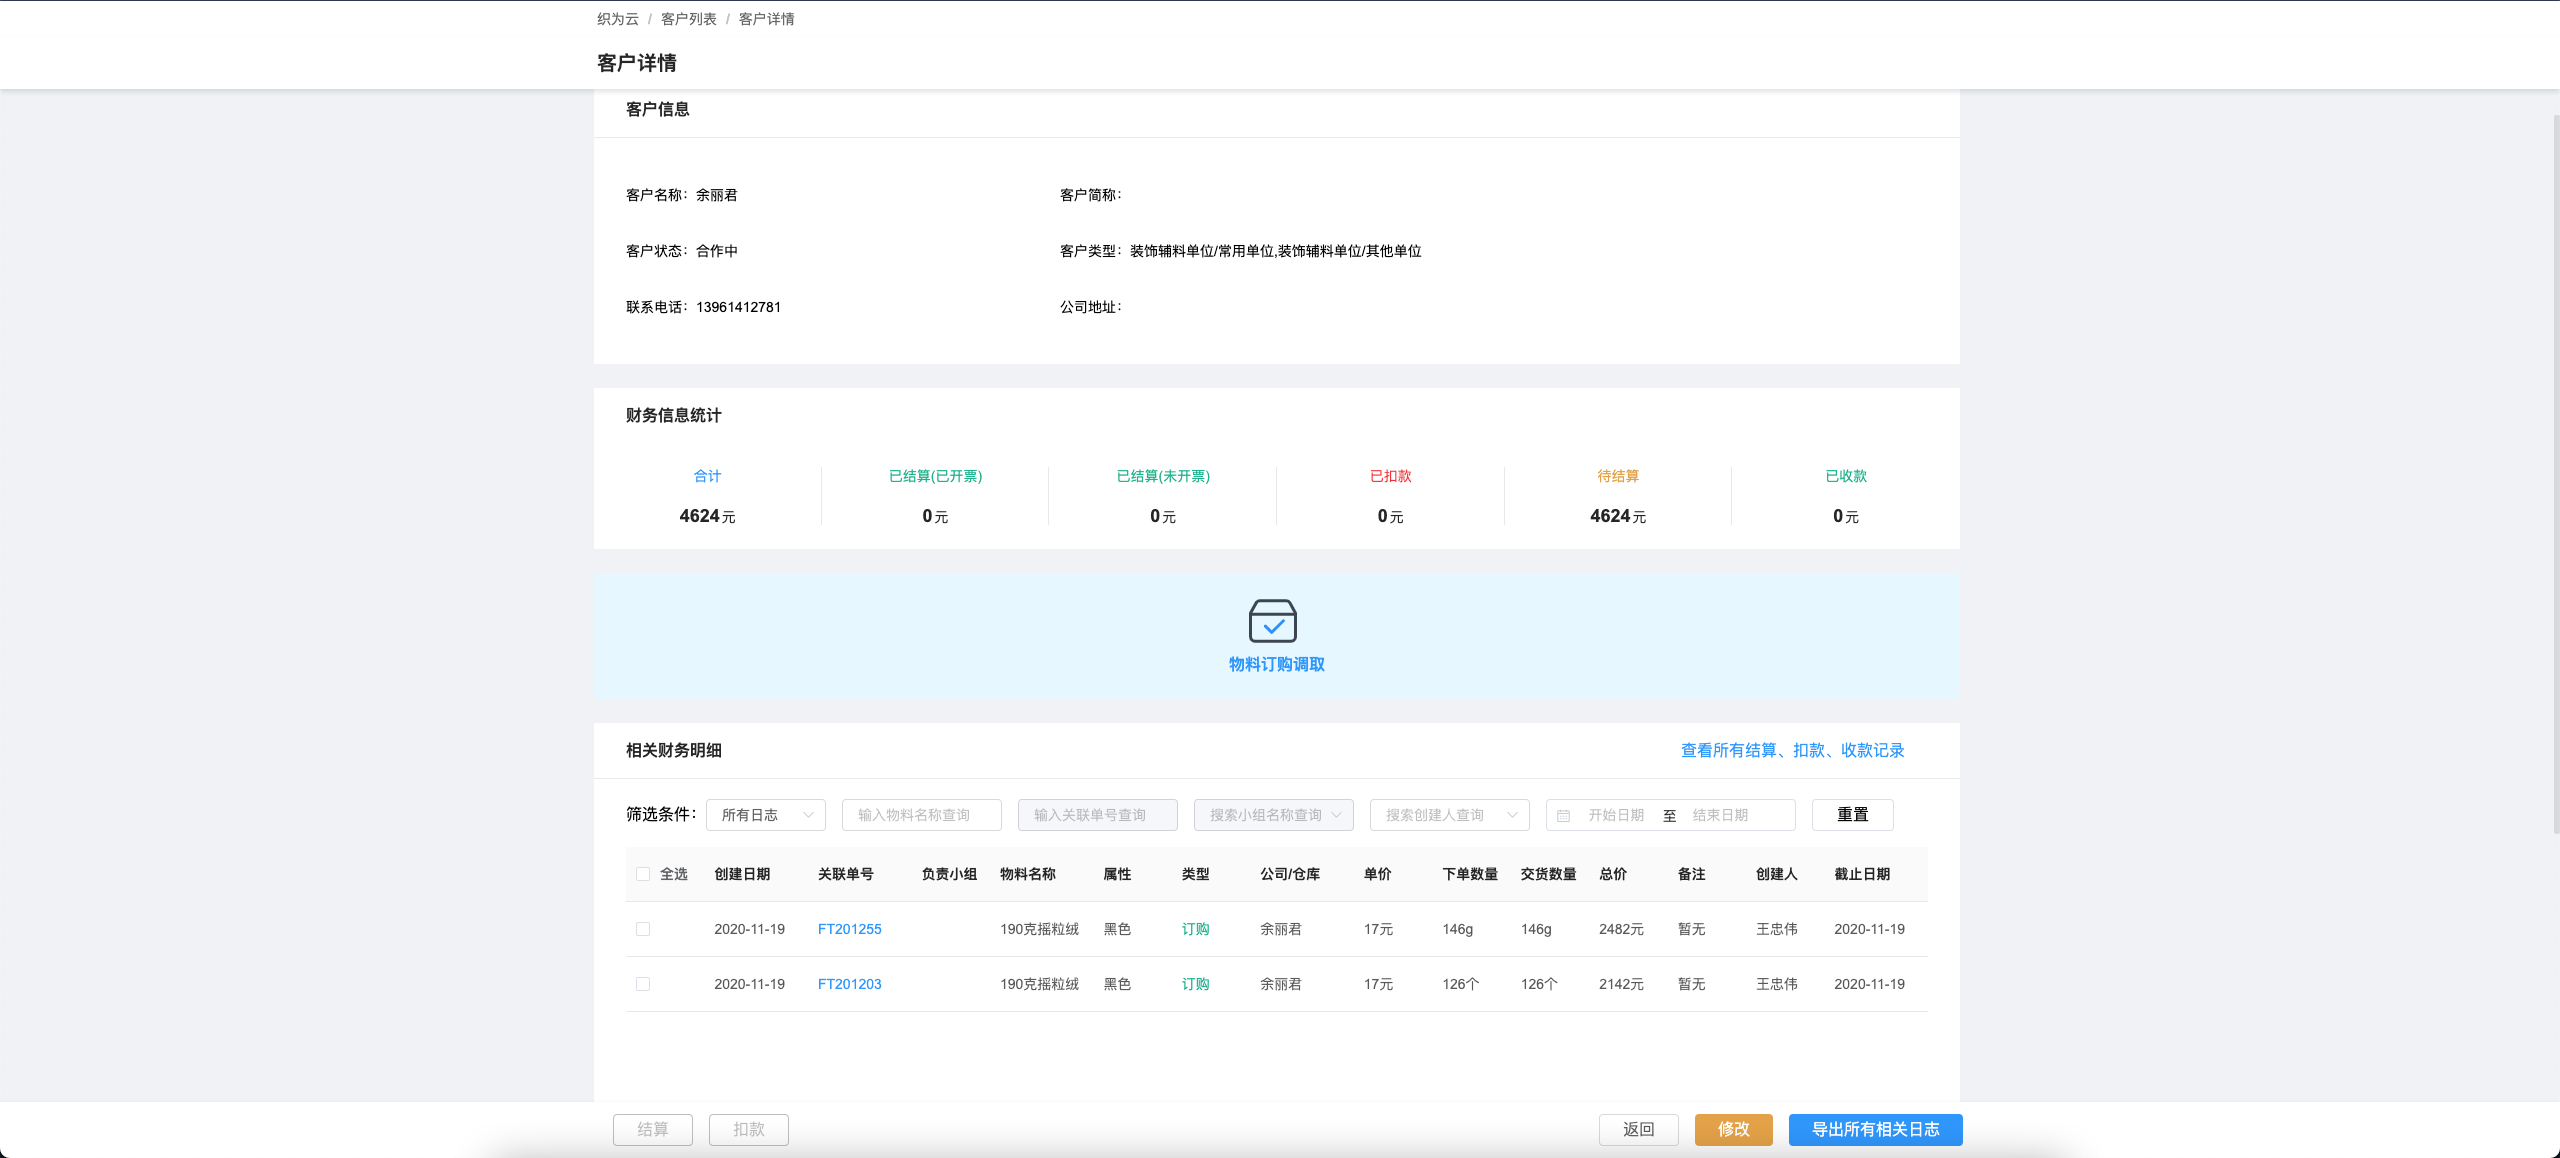 织为云 / 客户列表 / 客户详情
客户详情
客户信息
客户名称：余丽君 客户简称：
客户状态：合作中 客户类型：装饰辅料单位/常用单位,装饰辅料单位/其他单位
联系电话：13961412781 公司地址：
财务信息统计
合计 已结算(已开票) 已结算(未开票) 已扣款 待结算 已收款
4624元 0元 0元 0元 4624元 0元
物料订购调取
相关财务明细 查看所有结算、扣款、收款记录
筛选条件： 所有日志 输入物料名称查询 输入关联单号查询 搜索小组名称查询 搜索创建人查询 开始日期 至 结束日期 重置
全选 创建日期 关联单号 负责小组 物料名称 属性 类型 公司/仓库 单价 下单数量 交货数量 总价 备注 创建人 截止日期
2020-11-19 FT201255 190克摇粒绒 黑色 订购 余丽君 17元 146g 146g 2482元 暂无 王忠伟 2020-11-19
2020-11-19 FT201203 190克摇粒绒 黑色 订购 余丽君 17元 126个 126个 2142元 暂无 王忠伟 2020-11-19
结算 扣款 返回 修改 导出所有相关日志